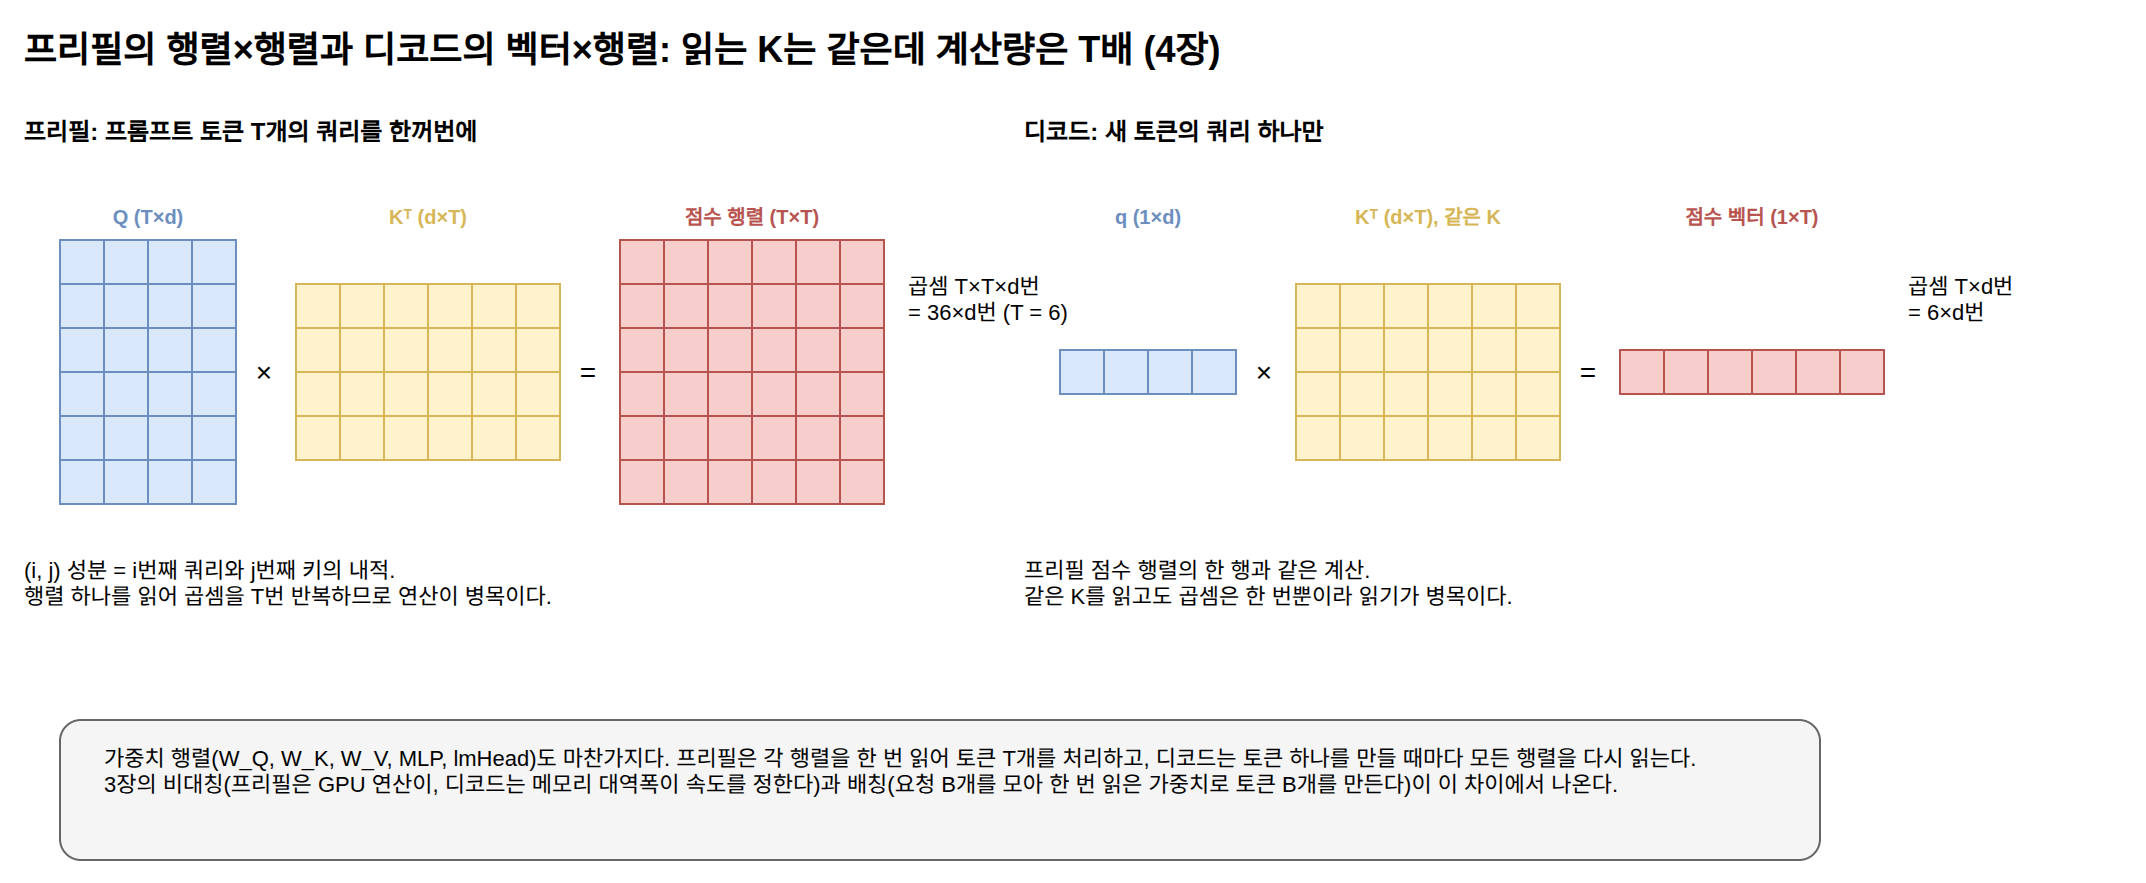 프리필의 행렬×행렬과 디코드의 벡터×행렬: 읽는 K는 같은데 계산량은 T배 (4장)
프리필: 프롬프트 토큰 T개의 쿼리를 한꺼번에
Q (T×d)
Kᵀ (d×T)
점수 행렬 (T×T)
×
=
곱셈 T×T×d번
= 36×d번 (T = 6)
(i, j) 성분 = i번째 쿼리와 j번째 키의 내적.
행렬 하나를 읽어 곱셈을 T번 반복하므로 연산이 병목이다.
디코드: 새 토큰의 쿼리 하나만
q (1×d)
Kᵀ (d×T), 같은 K
점수 벡터 (1×T)
×
=
곱셈 T×d번
= 6×d번
프리필 점수 행렬의 한 행과 같은 계산.
같은 K를 읽고도 곱셈은 한 번뿐이라 읽기가 병목이다.
가중치 행렬(W_Q, W_K, W_V, MLP, lmHead)도 마찬가지다. 프리필은 각 행렬을 한 번 읽어 토큰 T개를 처리하고, 디코드는 토큰 하나를 만들 때마다 모든 행렬을 다시 읽는다.
3장의 비대칭(프리필은 GPU 연산이, 디코드는 메모리 대역폭이 속도를 정한다)과 배칭(요청 B개를 모아 한 번 읽은 가중치로 토큰 B개를 만든다)이 이 차이에서 나온다.